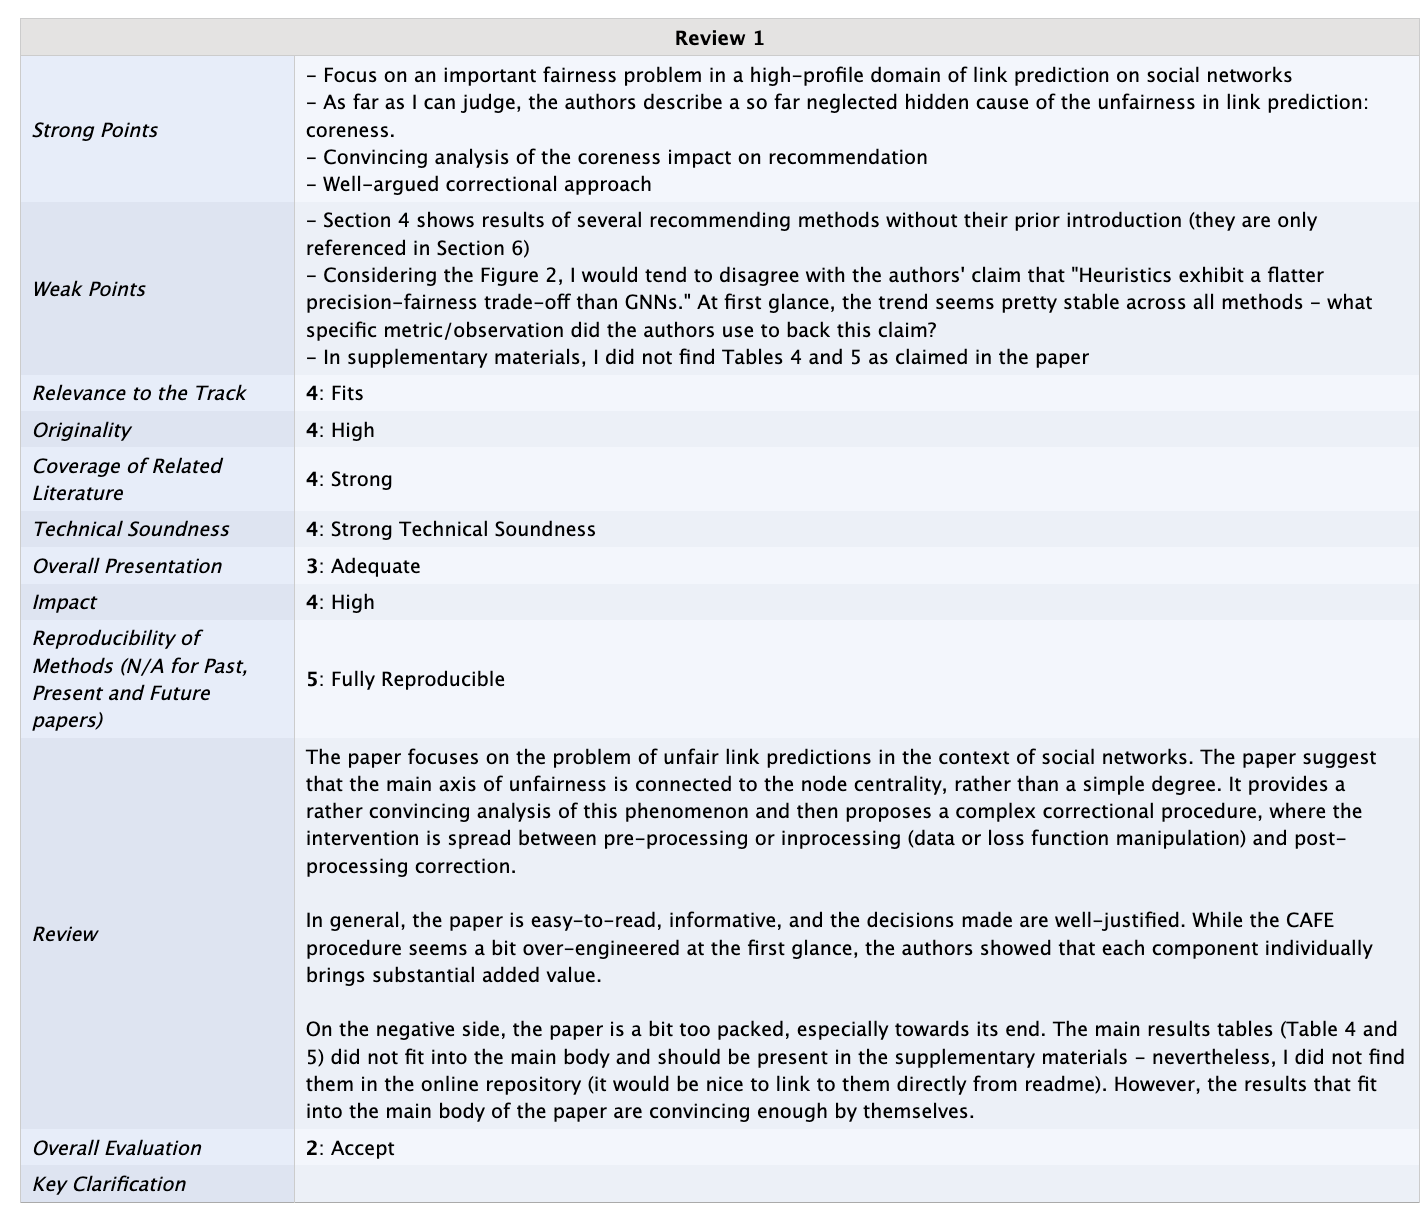 Review 1
Strong Points
– Focus on an important fairness problem in a high–profile domain of link prediction on social networks
– As far as I can judge, the authors describe a so far neglected hidden cause of the unfairness in link prediction:
coreness.
– Convincing analysis of the coreness impact on recommendation
– Well–argued correctional approach
Weak Points
– Section 4 shows results of several recommending methods without their prior introduction (they are only
referenced in Section 6)
– Considering the Figure 2, I would tend to disagree with the authors' claim that "Heuristics exhibit a flatter
precision–fairness trade–off than GNNs." At first glance, the trend seems pretty stable across all methods – what
specific metric/observation did the authors use to back this claim?
– In supplementary materials, I did not find Tables 4 and 5 as claimed in the paper
Relevance to the Track
4: Fits
Originality
4: High
Coverage of Related
Literature
4: Strong
Technical Soundness
4: Strong Technical Soundness
Overall Presentation
3: Adequate
Impact
4: High
Reproducibility of
Methods (N/A for Past,
Present and Future
papers)
5: Fully Reproducible
Review
The paper focuses on the problem of unfair link predictions in the context of social networks. The paper suggest
that the main axis of unfairness is connected to the node centrality, rather than a simple degree. It provides a
rather convincing analysis of this phenomenon and then proposes a complex correctional procedure, where the
intervention is spread between pre–processing or inprocessing (data or loss function manipulation) and post–
processing correction.
In general, the paper is easy–to–read, informative, and the decisions made are well–justified. While the CAFE
procedure seems a bit over–engineered at the first glance, the authors showed that each component individually
brings substantial added value.
On the negative side, the paper is a bit too packed, especially towards its end. The main results tables (Table 4 and
5) did not fit into the main body and should be present in the supplementary materials – nevertheless, I did not find
them in the online repository (it would be nice to link to them directly from readme). However, the results that fit
into the main body of the paper are convincing enough by themselves.
Overall Evaluation
2: Accept
Key Clarification